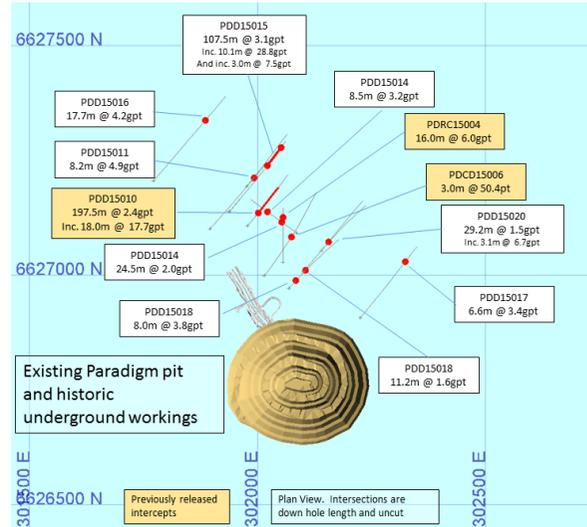 6627500 N
PDD15015
107.5m @ 3.1gpt
Inc. 10.1m @ 28.8gpt
And inc. 3.0m @ 7.5gpt
PDD15014
8.5m @ 3.2gpt
PDD15016
17.7m @ 4.2gpt
PDRC15004
16.0m @ 6.0gpt
PDD15011
8.2m @ 4.9gpt
PDCD15006
3.0m @ 50.4pt
PDD15010
197.5m @ 2.4gpt
Inc. 18.0m @ 17.7gpt
PDD15020
29.2m @ 1.5gpt
Inc. 3.1m @ 6.7gpt
PDD15014
24.5m @ 2.0gpt
6627000 N
PDD15017
6.6m @ 3.4gpt
PDD15018
8.0m @ 3.8gpt
PDD15018
11.2m @ 1.6gpt
Existing Paradigm pit
and historic
underground workings
301500 E
302000 E
302500 E
6626500 N
Previously released
intercepts
Plan View. Intersections are
down hole length and uncut